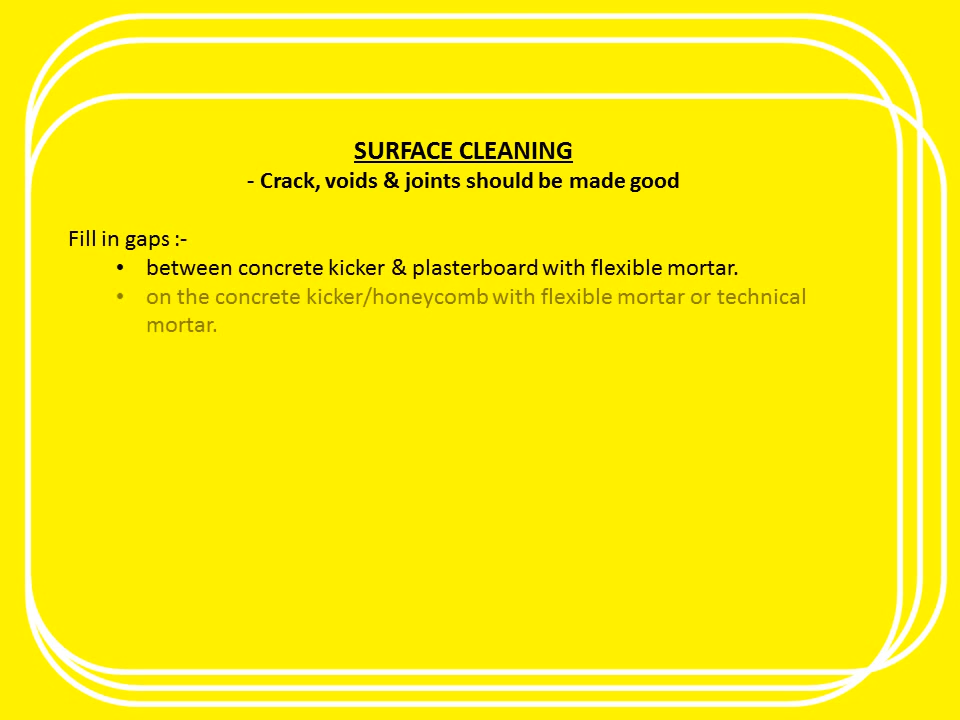 SURFACE CLEANING
- Crack, voids & joints should be made good
Fill in gaps :-
• between concrete kicker & plasterboard with flexible mortar.
• on the concrete kicker/honeycomb with flexible mortar or technical
mortar.